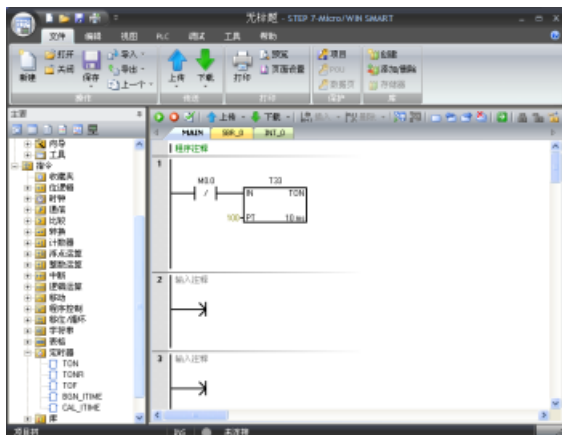 无标题 - STEP 7-Micro/WIN SMART
文件 编辑 视图 PLC 调试 工具 帮助
新建
打开
关闭
保存
导入
导出
上一个
操作
上传 下载
传送
打印
预览
页面设置
打印
项目
POU
数据页
保护
创建
添加/删除
存储器
库
主要
上传 下载 插入 删除
MAIN SBR_0 INT_0
程序注释
向导
工具
指令
收藏夹
位逻辑
时钟
通信
比较
转换
计数器
浮点运算
整数运算
中断
逻辑运算
移动
程序控制
移位/循环
字符串
表格
定时器
TON
TONR
TOF
BGN_ITIME
CAL_ITIME
库
1
M0.0
IN TON
100 PT 10 ms
2 输入注释
3 输入注释
项目树
INS 未连接